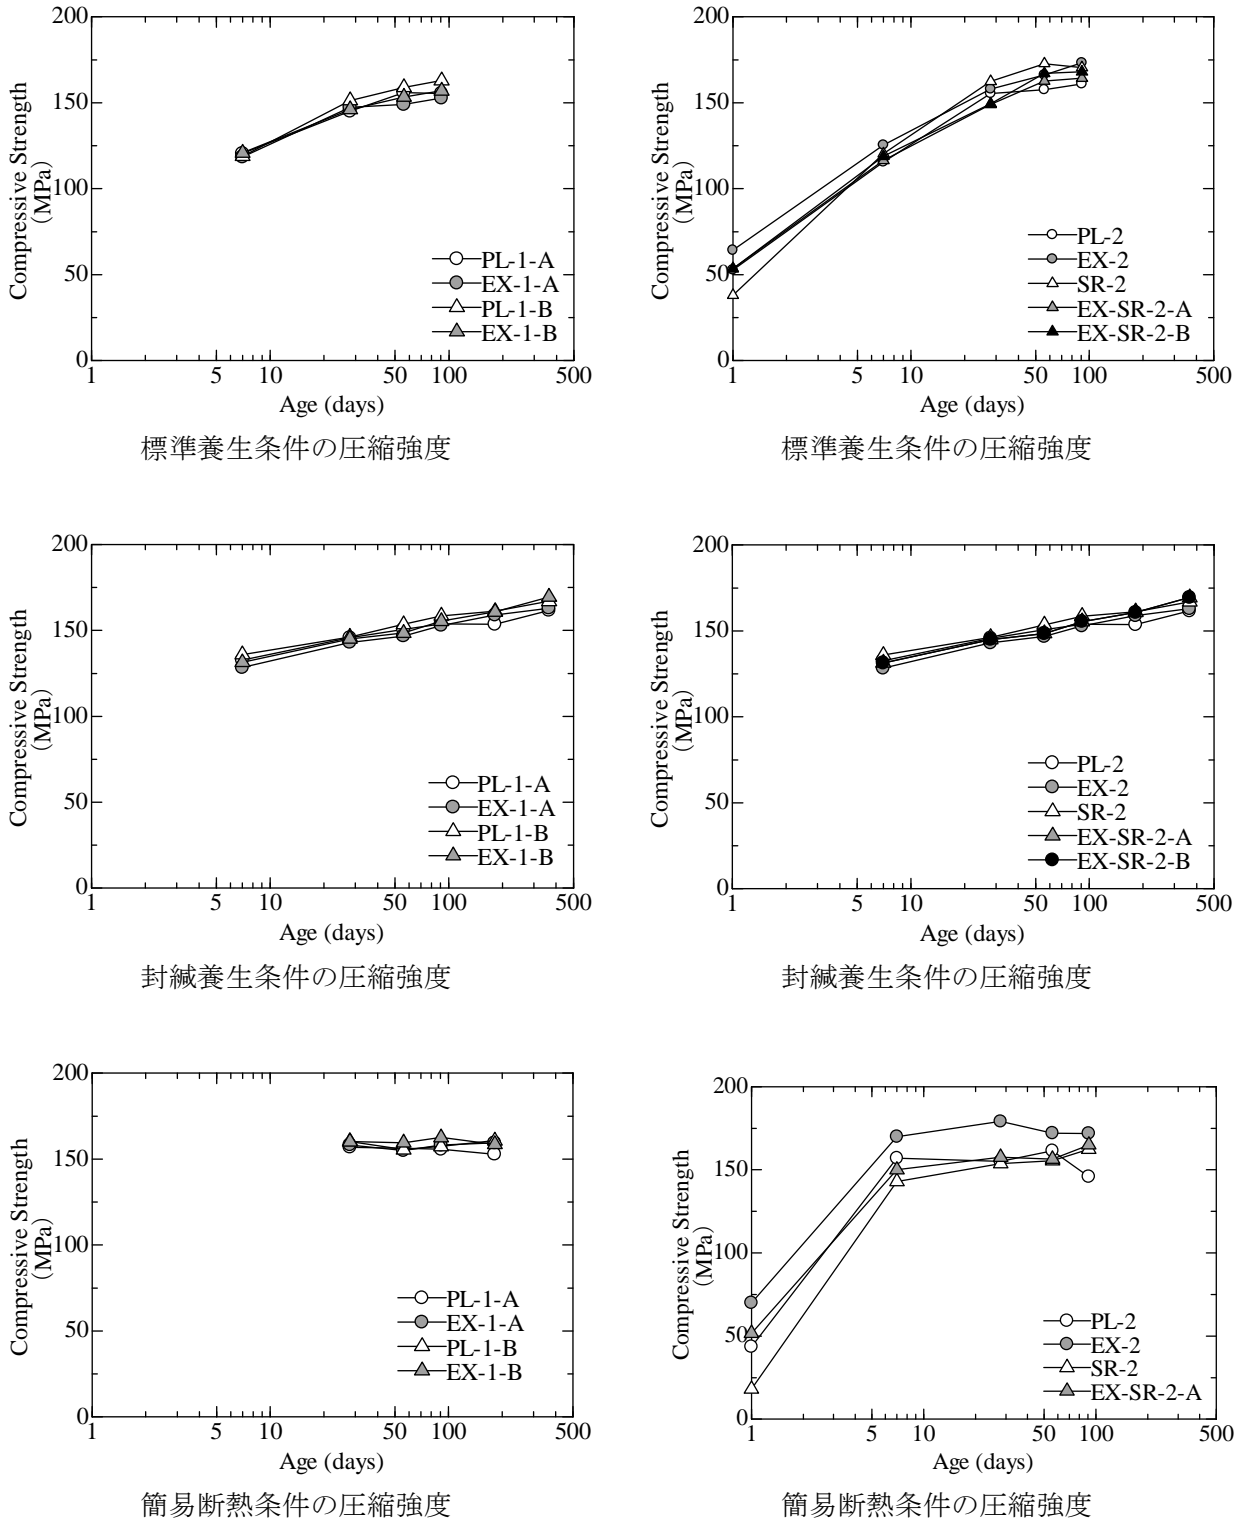 200
150
100
50
0
Compressive Strength
(MPa)
PL-1-A
EX-1-A
PL-1-B
EX-1-B
1 5 10 50 100 500
Age (days)
標準養生条件の圧縮強度
200
150
100
50
0
Compressive Strength
(MPa)
PL-2
EX-2
SR-2
EX-SR-2-A
EX-SR-2-B
1 5 10 50 100 500
Age (days)
標準養生条件の圧縮強度
200
150
100
50
0
Compressive Strength
(MPa)
PL-1-A
EX-1-A
PL-1-B
EX-1-B
1 5 10 50 100 500
Age (days)
封緘養生条件の圧縮強度
200
150
100
50
0
Compressive Strength
(MPa)
PL-2
EX-2
SR-2
EX-SR-2-A
EX-SR-2-B
1 5 10 50 100 500
Age (days)
封緘養生条件の圧縮強度
200
150
100
50
0
Compressive Strength
(MPa)
PL-1-A
EX-1-A
PL-1-B
EX-1-B
1 5 10 50 100 500
Age (days)
簡易断熱条件の圧縮強度
200
150
100
50
0
Compressive Strength
(MPa)
PL-2
EX-2
SR-2
EX-SR-2-A
1 5 10 50 100 500
Age (days)
簡易断熱条件の圧縮強度